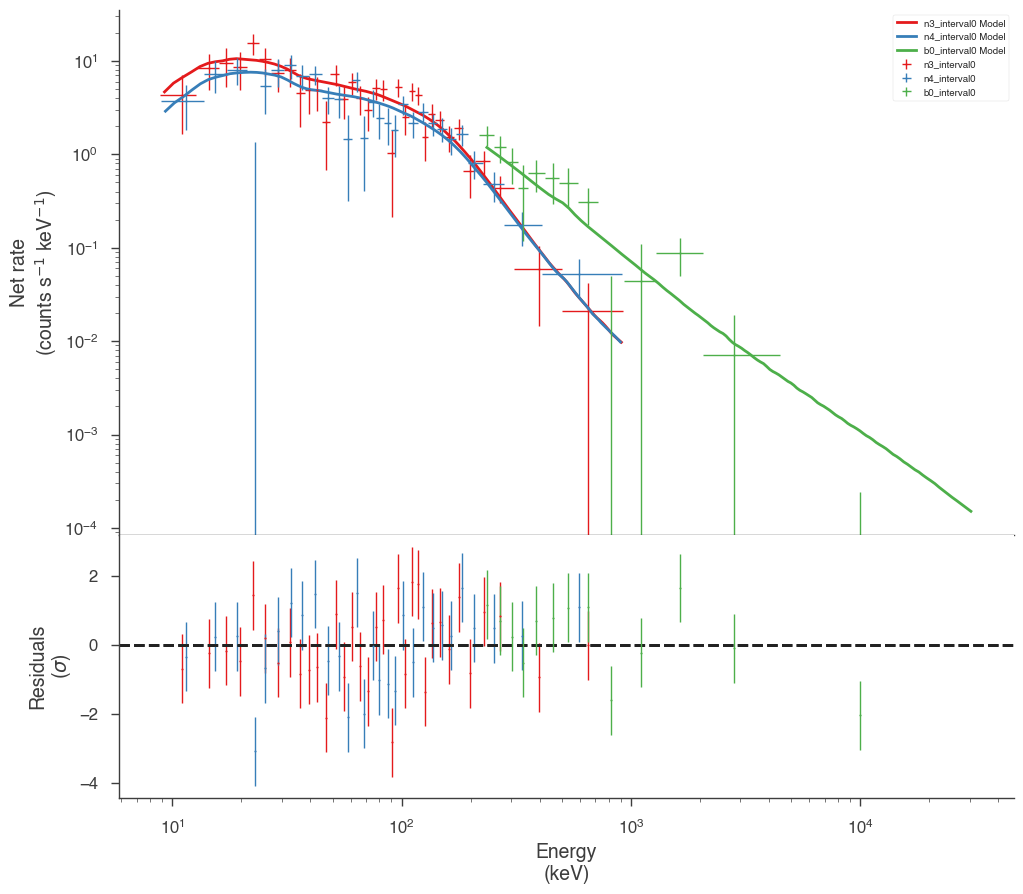 n3_interval0 Model
n4_interval0 Model
b0_interval0 Model
n3_interval0
n4_interval0
b0_interval0
Net rate
(counts s⁻¹ keV⁻¹)
10¹
10⁰
10⁻¹
10⁻²
10⁻³
10⁻⁴
Residuals
(σ)
2
0
−2
−4
10¹ 10² 10³ 10⁴
Energy
(keV)